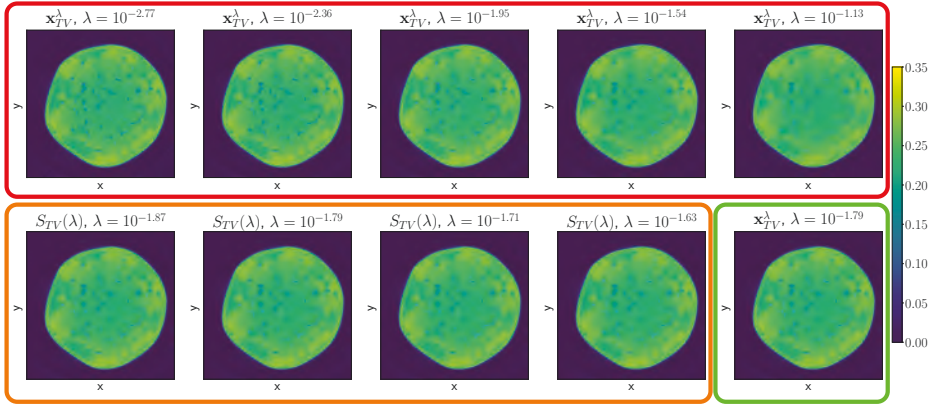 x_TV^λ, λ = 10^−2.77
x_TV^λ, λ = 10^−2.36
x_TV^λ, λ = 10^−1.95
x_TV^λ, λ = 10^−1.54
x_TV^λ, λ = 10^−1.13
y
y
y
y
y
x
x
x
x
x
S_TV(λ), λ = 10^−1.87
S_TV(λ), λ = 10^−1.79
S_TV(λ), λ = 10^−1.71
S_TV(λ), λ = 10^−1.63
x_TV^λ, λ = 10^−1.79
y
y
y
y
y
x
x
x
x
x
0.35
0.30
0.25
0.20
0.15
0.10
0.05
0.00